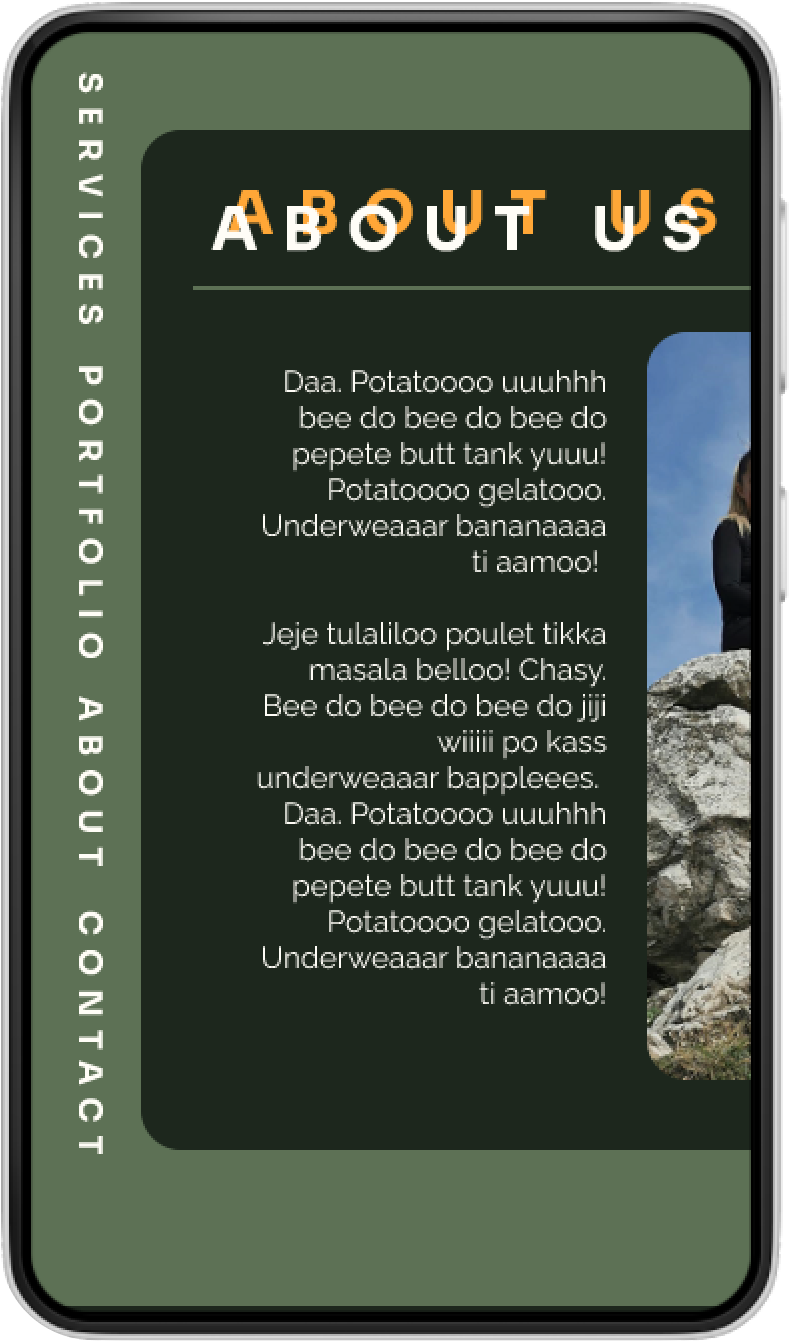 SERVICES PORTFOLIO ABOUT CONTACT
ABOUT US
Daa. Potatoooo uuuhhh
bee do bee do bee do
pepete butt tank yuuu!
Potatoooo gelatooo.
Underweaaar bananaaaa
ti aamoo!
Jeje tulaliloo poulet tikka
masala belloo! Chasy.
Bee do bee do bee do jiji
wiiiii po kass
underweaaar bappleees.
Daa. Potatoooo uuuhhh
bee do bee do bee do
pepete butt tank yuuu!
Potatoooo gelatooo.
Underweaaar bananaaaa
ti aamoo!